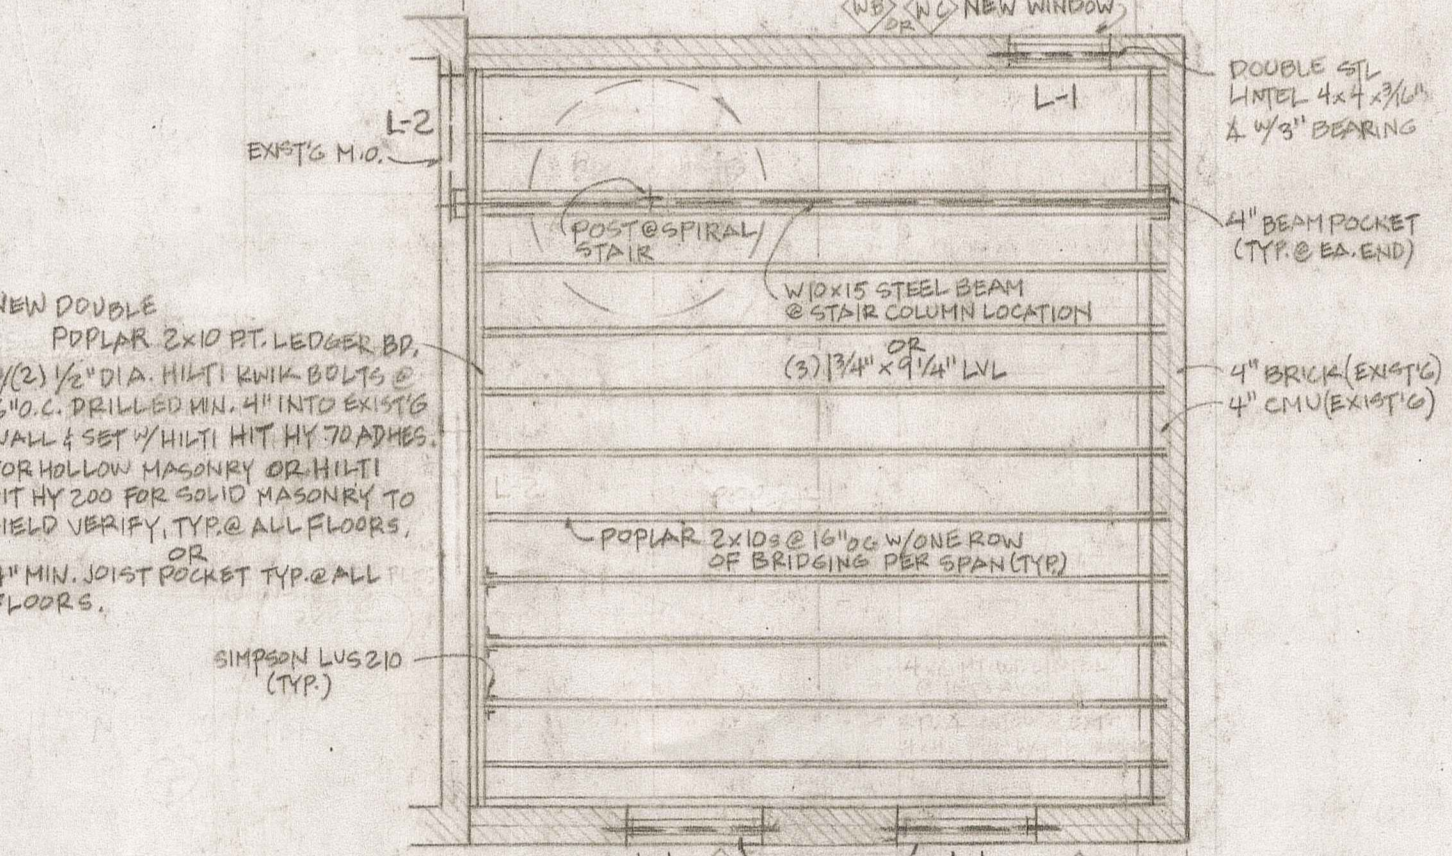 WB OR WC NEW WINDOW
DOUBLE STL
LINTEL 4x4x3/16"
∡ W/3" BEARING
L-1
L-2
EXIST'G M.O.
4" BEAM POCKET
(TYP. @ EA. END)
POST @ SPIRAL
STAIR
W10x15 STEEL BEAM
@ STAIR COLUMN LOCATION
OR
(3) 1 3/4" x 9 1/4" LVL
NEW DOUBLE
POPLAR 2x10 P.T. LEDGER BD.
/(2) 1/2" DIA. HILTI KWIK BOLTS @
6" O.C. DRILLED MIN. 4" INTO EXIST'G
WALL & SET W/HILTI HIT HY 70 ADHES.
FOR HOLLOW MASONRY OR HILTI
HIT HY 200 FOR SOLID MASONRY TO
FIELD VERIFY, TYP. @ ALL FLOORS.
OR
4" MIN. JOIST POCKET TYP. @ ALL
FLOORS.
4" BRICK (EXIST'G)
4" CMU (EXIST'G)
POPLAR 2x10s @ 16" OC W/ONE ROW
OF BRIDGING PER SPAN (TYP.)
SIMPSON LUS210
(TYP.)